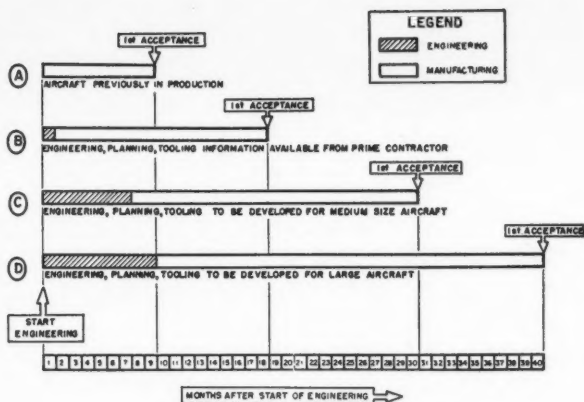 LEGEND
ENGINEERING
MANUFACTURING
1st ACCEPTANCE
A
AIRCRAFT PREVIOUSLY IN PRODUCTION
1st ACCEPTANCE
B
ENGINEERING, PLANNING, TOOLING INFORMATION AVAILABLE FROM PRIME CONTRACTOR
1st ACCEPTANCE
C
ENGINEERING, PLANNING, TOOLING TO BE DEVELOPED FOR MEDIUM SIZE AIRCRAFT
1st ACCEPTANCE
D
ENGINEERING, PLANNING, TOOLING TO BE DEVELOPED FOR LARGE AIRCRAFT
START ENGINEERING
1 2 3 4 5 6 7 8 9 10 11 12 13 14 15 16 17 18 19 20 21 22 23 24 25 26 27 28 29 30 31 32 33 34 35 36 37 38 39 40
MONTHS AFTER START OF ENGINEERING